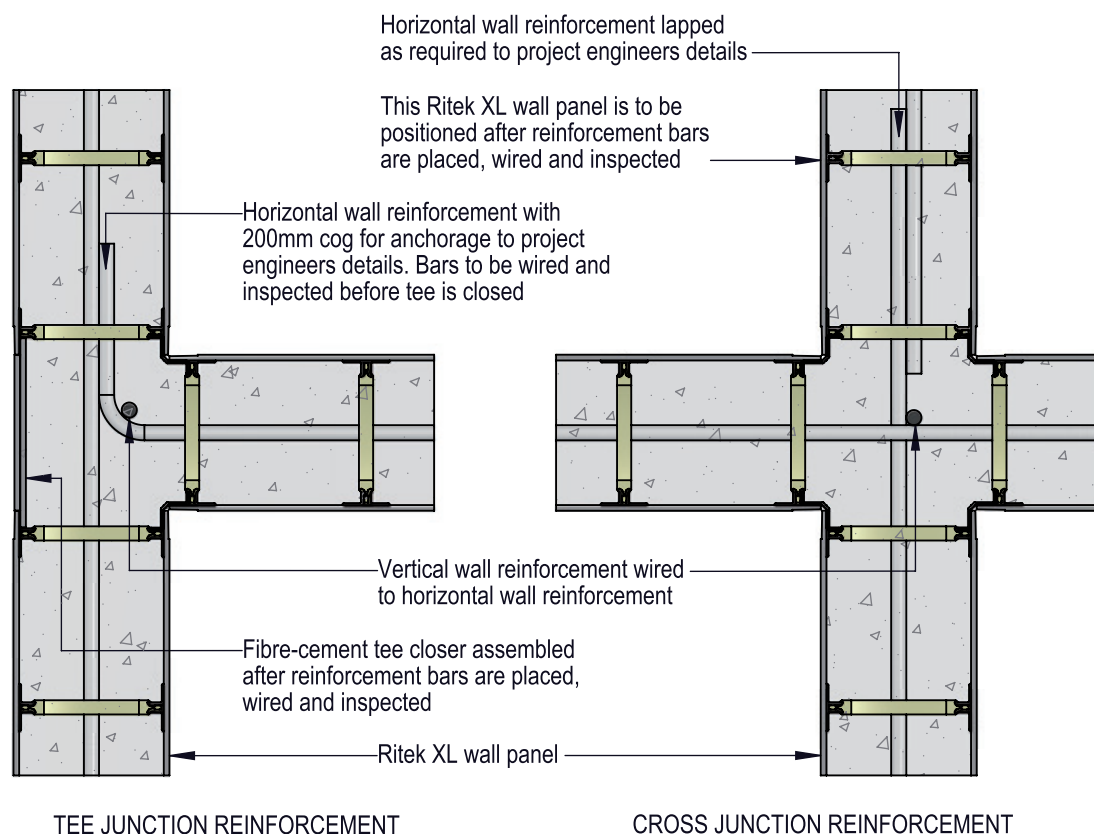 Horizontal wall reinforcement lapped
as required to project engineers details
This Ritek XL wall panel is to be
positioned after reinforcement bars
are placed, wired and inspected
Horizontal wall reinforcement with
200mm cog for anchorage to project
engineers details. Bars to be wired and
inspected before tee is closed
Vertical wall reinforcement wired
to horizontal wall reinforcement
Fibre-cement tee closer assembled
after reinforcement bars are placed,
wired and inspected
Ritek XL wall panel
TEE JUNCTION REINFORCEMENT
CROSS JUNCTION REINFORCEMENT